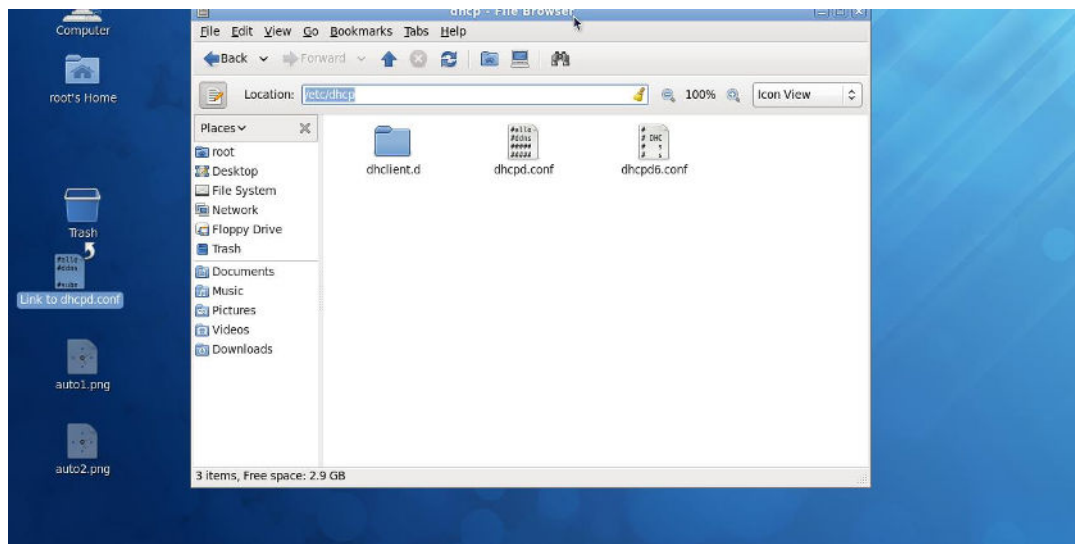 Computer
root's Home
Trash
Link to dhcpd.conf
auto1.png
auto2.png
dhcp - File Browser
File Edit View Go Bookmarks Tabs Help
Back Forward
Location: /etc/dhcp 100% Icon View
Places
root
Desktop
File System
Network
Floppy Drive
Trash
Documents
Music
Pictures
Videos
Downloads
dhclient.d dhcpd.conf dhcpd6.conf
3 items, Free space: 2.9 GB